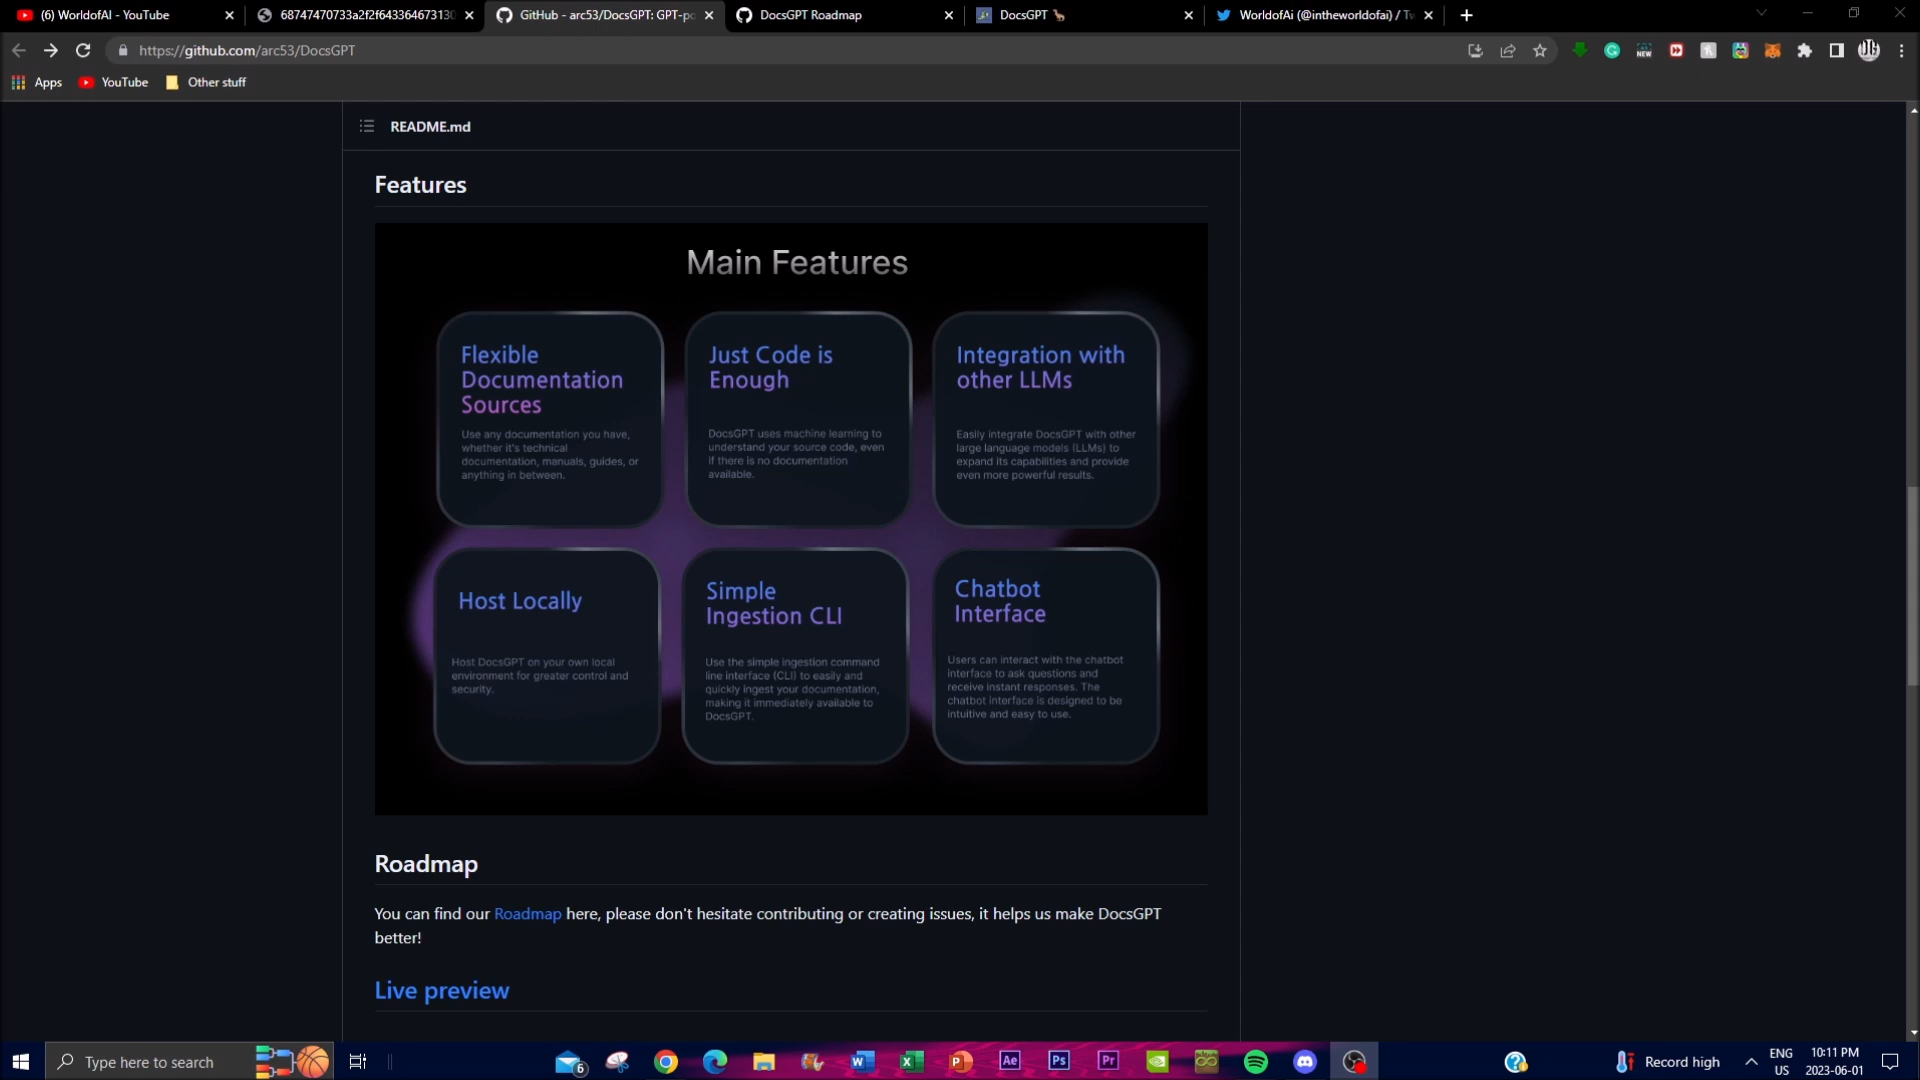 (6) WorldofAI - YouTube
68747470733a2f2f6433646731330
GitHub - arc53/DocsGPT: GPT-po
DocsGPT Roadmap
DocsGPT
WorldofAi (@intheworldofai) / Tw
https://github.com/arc53/DocsGPT
NEW
Apps
YouTube
Other stuff
README.md
Features
Main Features
Flexible
Documentation
Sources
Use any documentation you have,
whether it's technical
documentation, manuals, guides, or
anything in between.
Just Code is
Enough
DocsGPT uses machine learning to
understand your source code, even
if there is no documentation
available.
Integration with
other LLMs
Easily integrate DocsGPT with other
large language models (LLMs) to
expand its capabilities and provide
even more powerful results.
Host Locally
Host DocsGPT on your own local
environment for greater control and
security.
Simple
Ingestion CLI
Use the simple ingestion command
line interface (CLI) to easily and
quickly ingest your documentation,
making it immediately available to
DocsGPT.
Chatbot
Interface
Users can interact with the chatbot
interface to ask questions and
receive instant responses. The
chatbot interface is designed to be
intuitive and easy to use.
Roadmap
You can find our Roadmap here, please don't hesitate contributing or creating issues, it helps us make DocsGPT
better!
Live preview
Type here to search
6
Ae
Ps
Pr
Record high
ENG
US
10:11 PM
2023-06-01